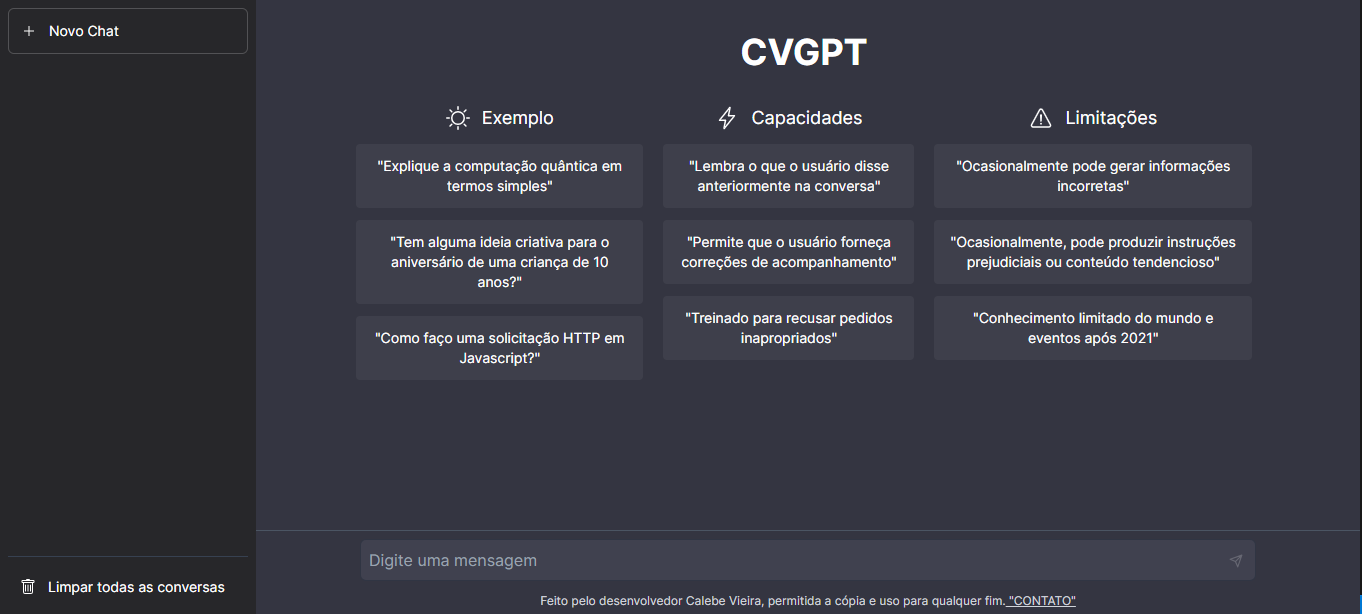 Novo Chat
CVGPT
Exemplo
"Explique a computação quântica em
termos simples"
"Tem alguma ideia criativa para o
aniversário de uma criança de 10
anos?"
"Como faço uma solicitação HTTP em
Javascript?"
Capacidades
"Lembra o que o usuário disse
anteriormente na conversa"
"Permite que o usuário forneça
correções de acompanhamento"
"Treinado para recusar pedidos
inapropriados"
Limitações
"Ocasionalmente pode gerar informações
incorretas"
"Ocasionalmente, pode produzir instruções
prejudiciais ou conteúdo tendencioso"
"Conhecimento limitado do mundo e
eventos após 2021"
Digite uma mensagem
Limpar todas as conversas
Feito pelo desenvolvedor Calebe Vieira, permitida a cópia e uso para qualquer fim. "CONTATO"